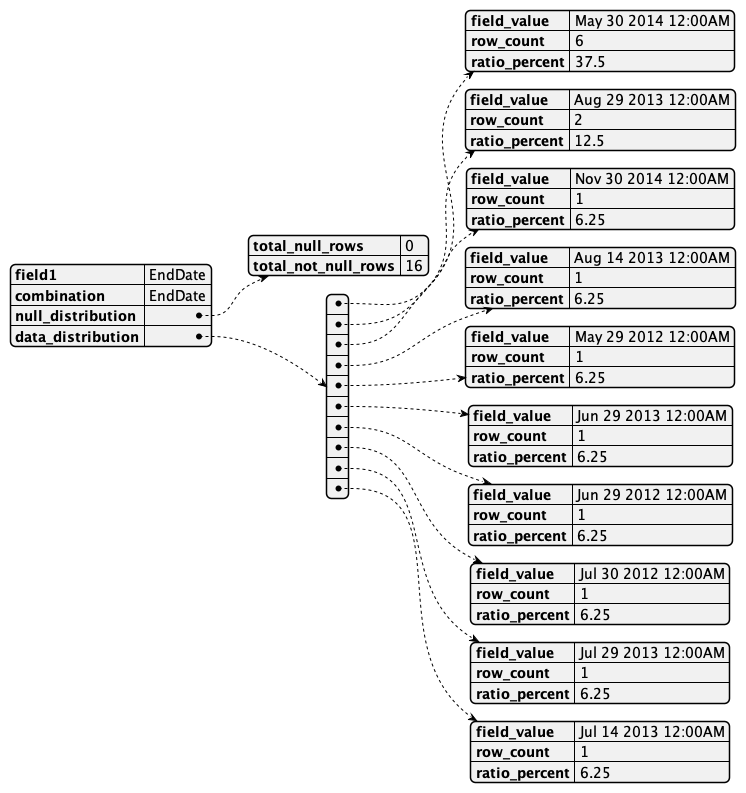 field1 EndDate
combination EndDate
null_distribution
data_distribution
total_null_rows 0
total_not_null_rows 16
field_value May 30 2014 12:00AM
row_count 6
ratio_percent 37.5
field_value Aug 29 2013 12:00AM
row_count 2
ratio_percent 12.5
field_value Nov 30 2014 12:00AM
row_count 1
ratio_percent 6.25
field_value Aug 14 2013 12:00AM
row_count 1
ratio_percent 6.25
field_value May 29 2012 12:00AM
row_count 1
ratio_percent 6.25
field_value Jun 29 2013 12:00AM
row_count 1
ratio_percent 6.25
field_value Jun 29 2012 12:00AM
row_count 1
ratio_percent 6.25
field_value Jul 30 2012 12:00AM
row_count 1
ratio_percent 6.25
field_value Jul 29 2013 12:00AM
row_count 1
ratio_percent 6.25
field_value Jul 14 2013 12:00AM
row_count 1
ratio_percent 6.25